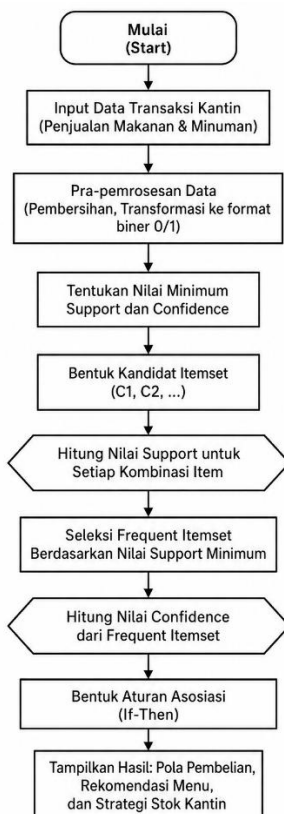 Mulai
(Start)
Input Data Transaksi Kantin
(Penjualan Makanan & Minuman)
Pra-pemrosesan Data
(Pembersihan, Transformasi ke format
biner 0/1)
Tentukan Nilai Minimum
Support dan Confidence
Bentuk Kandidat Itemset
(C1, C2, ...)
Hitung Nilai Support untuk
Setiap Kombinasi Item
Seleksi Frequent Itemset
Berdasarkan Nilai Support Minimum
Hitung Nilai Confidence
dari Frequent Itemset
Bentuk Aturan Asosiasi
(If-Then)
Tampilkan Hasil: Pola Pembelian,
Rekomendasi Menu,
dan Strategi Stok Kantin